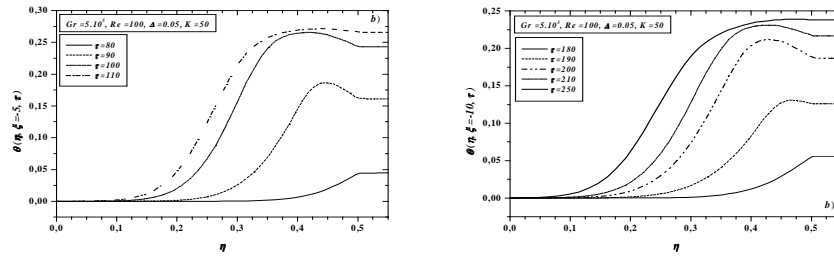 Gr=5.10⁵, Re=100, Δ=0.05, K=50
b)
τ=80
τ=90
τ=100
τ=110
0,25
0,20
0,15
0,10
0,05
0,00
θ(η, ξ=-5, τ)
0,0 0,1 0,2 0,3 0,4 0,5
η
Gr=5.10⁵, Re=100, Δ=0.05, K=50
τ=180
τ=190
τ=200
τ=210
τ=250
0,25
0,20
0,15
0,10
0,05
0,00
θ(η, ξ=-10, τ)
b)
0,0 0,1 0,2 0,3 0,4 0,5
η